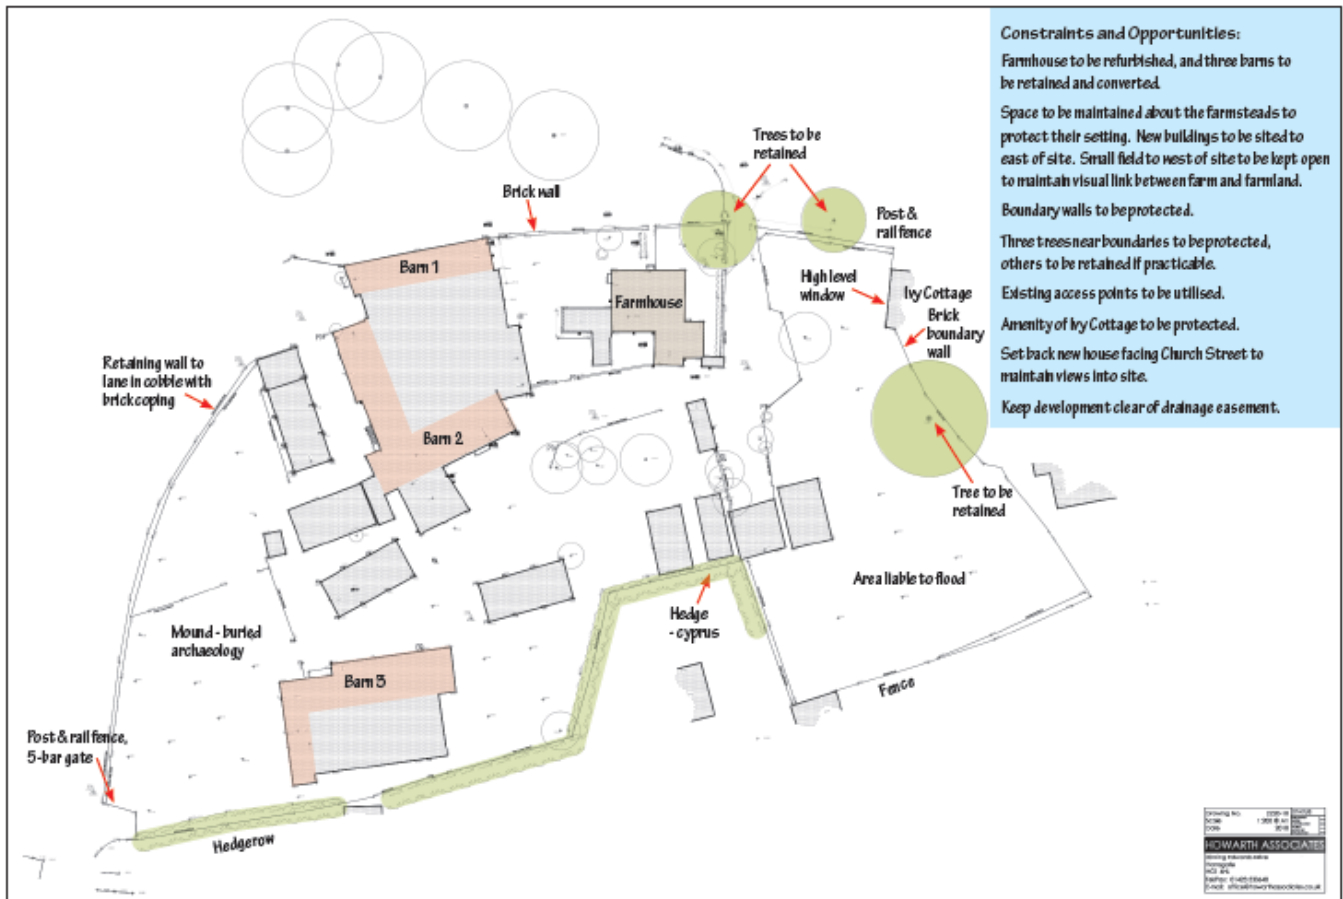 Constraints and Opportunities:
Farmhouse to be refurbished, and three barns to
be retained and converted.
Space to be maintained about the farmsteads to
protect their setting. New buildings to be sited to
east of site. Small field to west of site to be kept open
to maintain visual link between farm and farmland.
Boundary walls to be protected.
Three trees near boundaries to be protected,
others to be retained if practicable.
Existing access points to be utilised.
Amenity of Ivy Cottage to be protected.
Set back new house facing Church Street to
maintain views into site.
Keep development clear of drainage easement.
Trees to be
retained
Brick wall
Post &
rail fence
Barn 1
High level
window
Ivy Cottage
Farmhouse
Brick
boundary
wall
Retaining wall to
lane in cobble with
brick coping
Barn 2
Tree to be
retained
Area liable to flood
Hedge
- cyprus
Mound - buried
archaeology
Barn 3
Fence
Post & rail fence,
5-bar gate
Hedgerow
Drawing No.
Scale
Date
HOWARTH ASSOCIATES